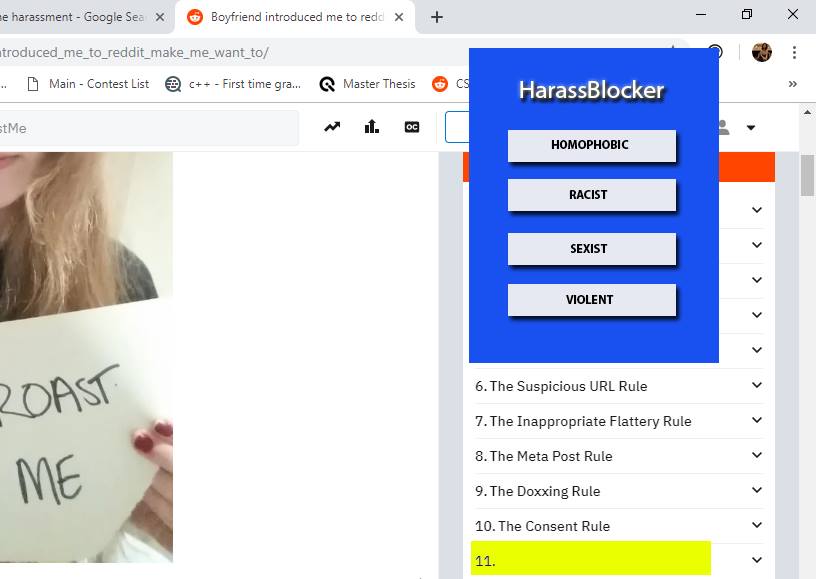 ne harassment - Google Sea
Boyfriend introduced me to redd
ntroduced_me_to_reddit_make_me_want_to/
Main - Contest List
c++ - First time gra...
Master Thesis
CS
stMe
OC
HarassBlocker
HOMOPHOBIC
RACIST
SEXIST
VIOLENT
ROAST
ME
6. The Suspicious URL Rule
7. The Inappropriate Flattery Rule
8. The Meta Post Rule
9. The Doxxing Rule
10. The Consent Rule
11.